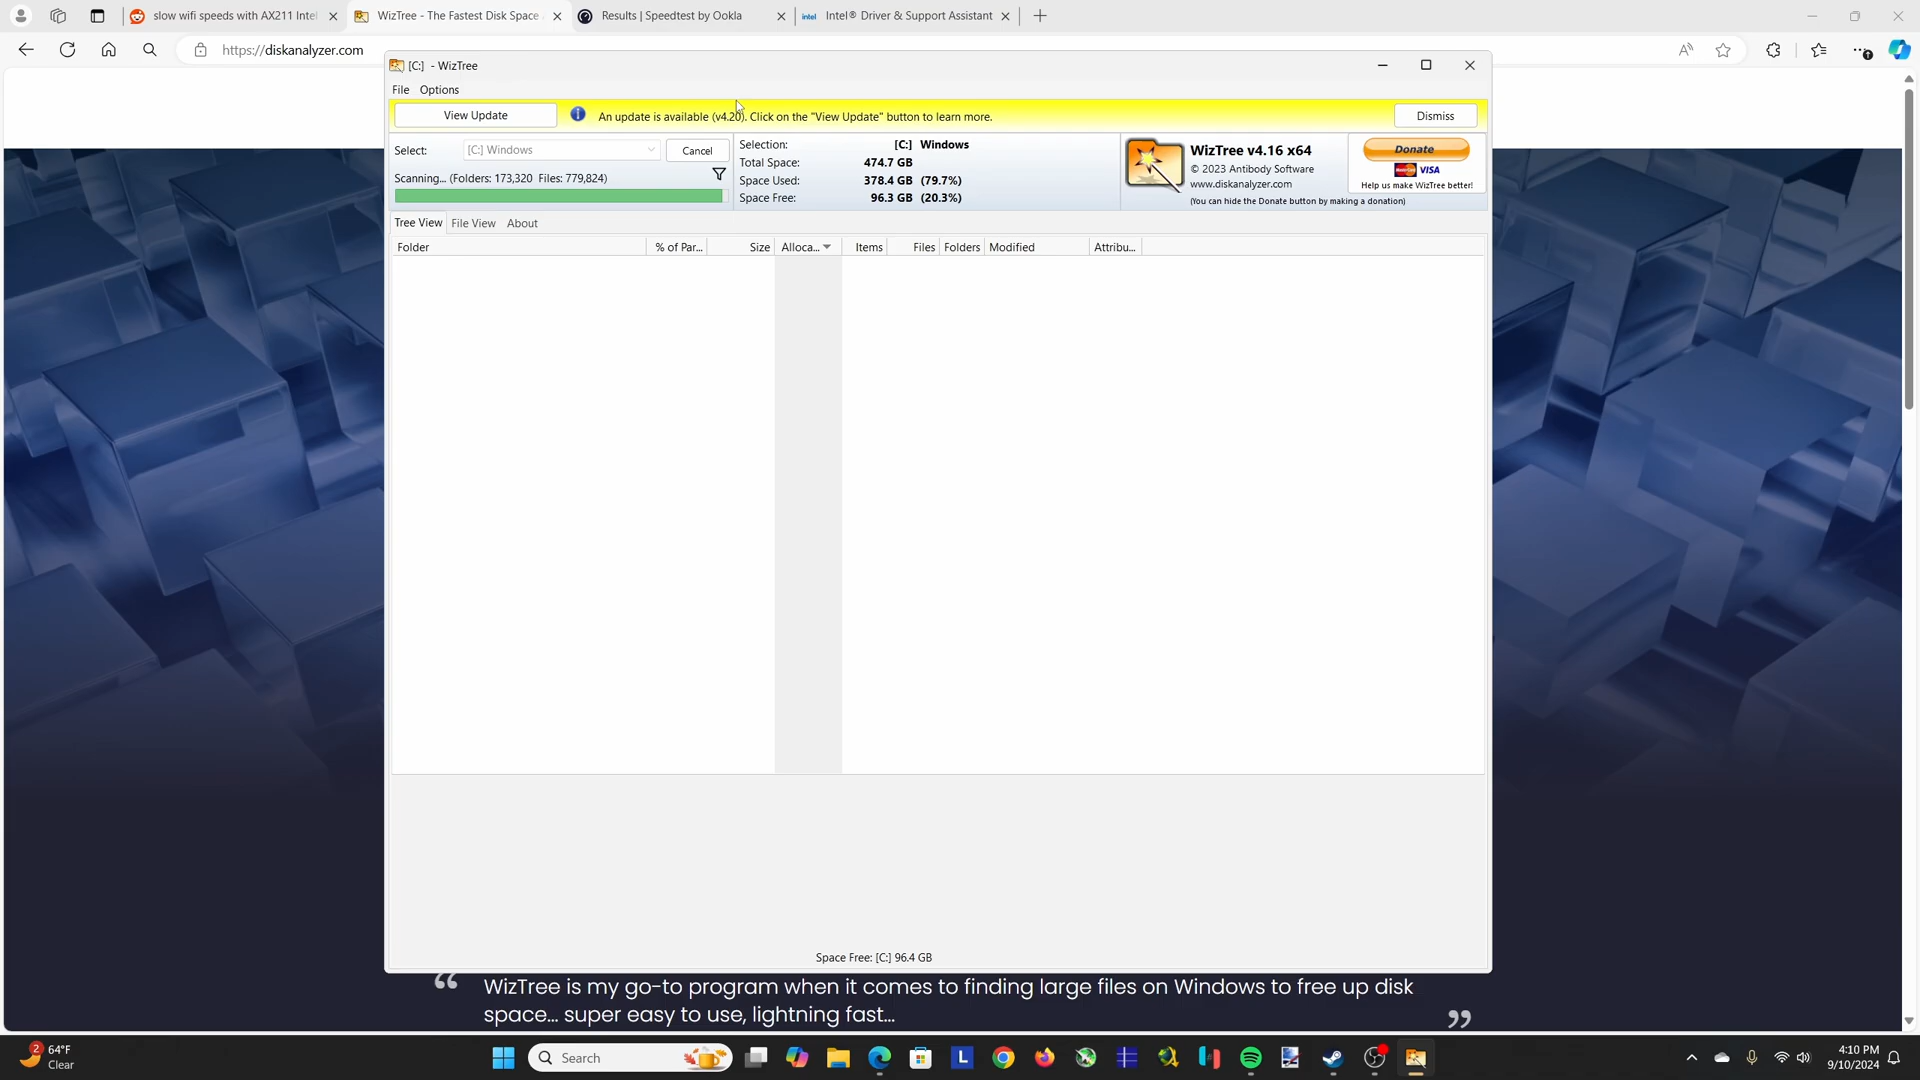 slow wifi speeds with AX211 Intel
WizTree - The Fastest Disk Space
Results | Speedtest by Ookla
intel Intel® Driver & Support Assistant
https://diskanalyzer.com
[C:] - WizTree
File Options
View Update
An update is available (v4.20). Click on the "View Update" button to learn more.
Dismiss
Select: [C:] Windows Cancel
Scanning... (Folders: 173,320 Files: 779,824)
Selection: [C:] Windows
Total Space: 474.7 GB
Space Used: 378.4 GB (79.7%)
Space Free: 96.3 GB (20.3%)
WizTree v4.16 x64
© 2023 Antibody Software
www.diskanalyzer.com
(You can hide the Donate button by making a donation)
Donate
VISA
Help us make WizTree better!
Tree View File View About
Folder % of Par... Size Alloca... Items Files Folders Modified Attribu...
Space Free: [C:] 96.4 GB
“ WizTree is my go-to program when it comes to finding large files on Windows to free up disk
space... super easy to use, lightning fast... ”
2
64°F
Clear
Search
L
4:10 PM
9/10/2024